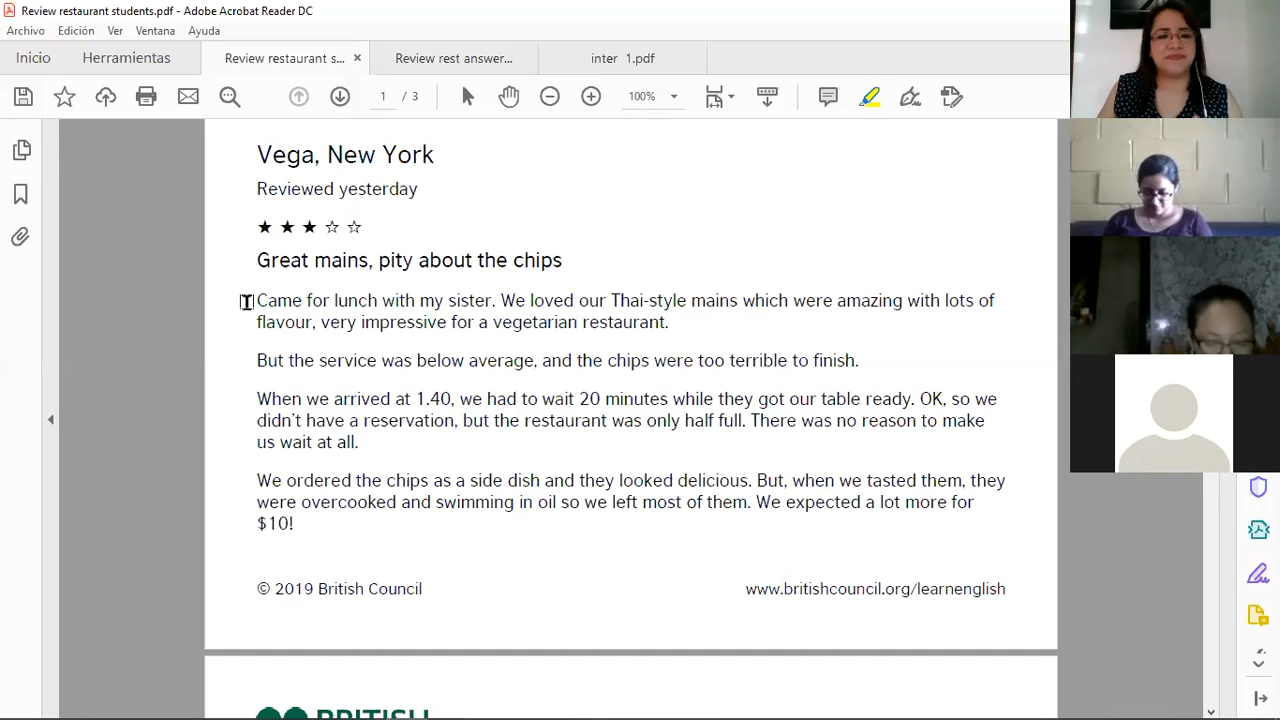 Review restaurant students.pdf - Adobe Acrobat Reader DC
Archivo Edición Ver Ventana Ayuda
Inicio Herramientas Review restaurant s... × Review rest answer... inter 1.pdf
1 / 3 100%
Vega, New York
Reviewed yesterday
★ ★ ★ ☆ ☆
Great mains, pity about the chips
Came for lunch with my sister. We loved our Thai-style mains which were amazing with lots of
flavour, very impressive for a vegetarian restaurant.
But the service was below average, and the chips were too terrible to finish.
When we arrived at 1.40, we had to wait 20 minutes while they got our table ready. OK, so we
didn't have a reservation, but the restaurant was only half full. There was no reason to make
us wait at all.
We ordered the chips as a side dish and they looked delicious. But, when we tasted them, they
were overcooked and swimming in oil so we left most of them. We expected a lot more for
$10!
© 2019 British Council www.britishcouncil.org/learnenglish
BRITISH